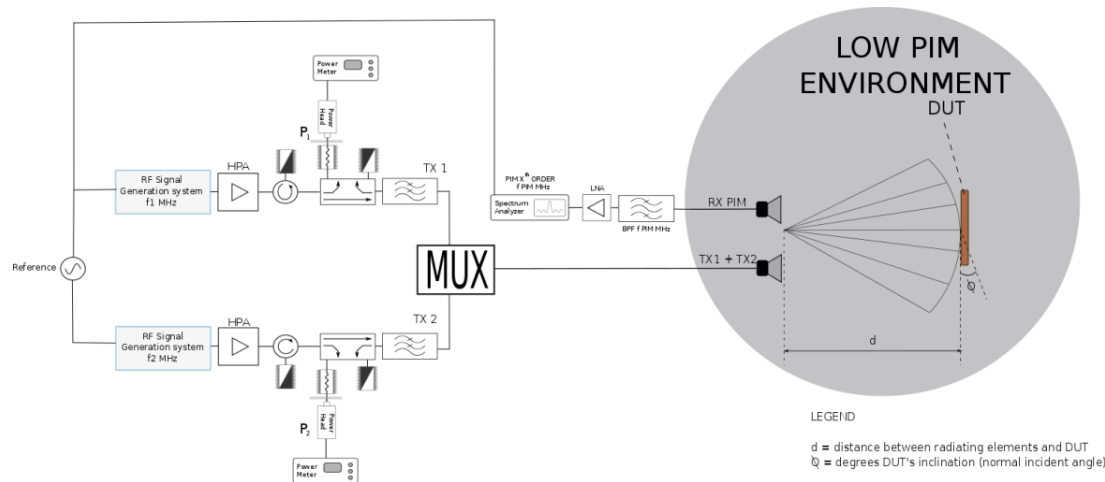 LOW PIM
ENVIRONMENT
DUT
Power
Meter
Power
Head
P1
HPA
RF Signal
Generation system
f1 MHz
TX 1
PIM Xth ORDER
f PIM MHz
Spectrum
Analyzer
LNA
BPF f PIM MHz
RX PIM
Reference
MUX
TX1 + TX2
Q
d
HPA
RF Signal
Generation system
f2 MHz
TX 2
Power
Head
P2
Power
Meter
LEGEND
d = distance between radiating elements and DUT
Q = degrees DUT's inclination (normal incident angle)